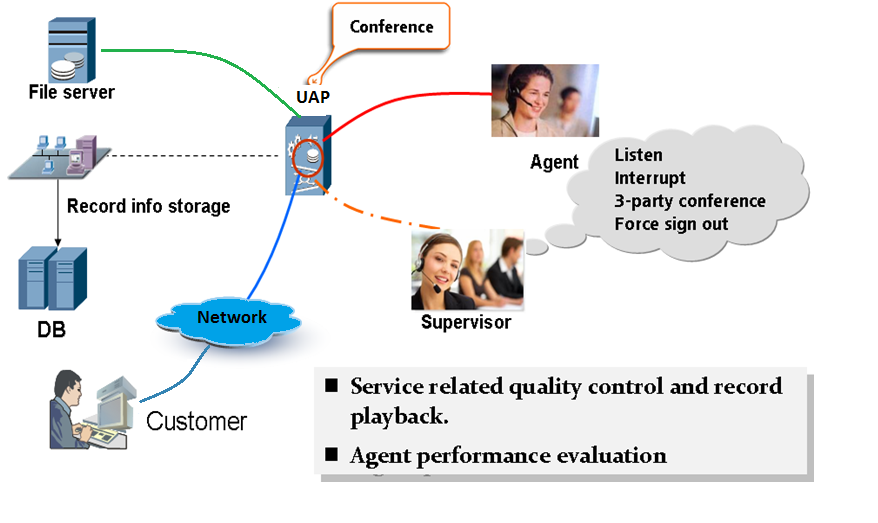 Conference
File server
UAP
Agent
Listen
Interrupt
3-party conference
Force sign out
Record info storage
Supervisor
DB
Network
Customer
■ Service related quality control and record
playback.
■ Agent performance evaluation